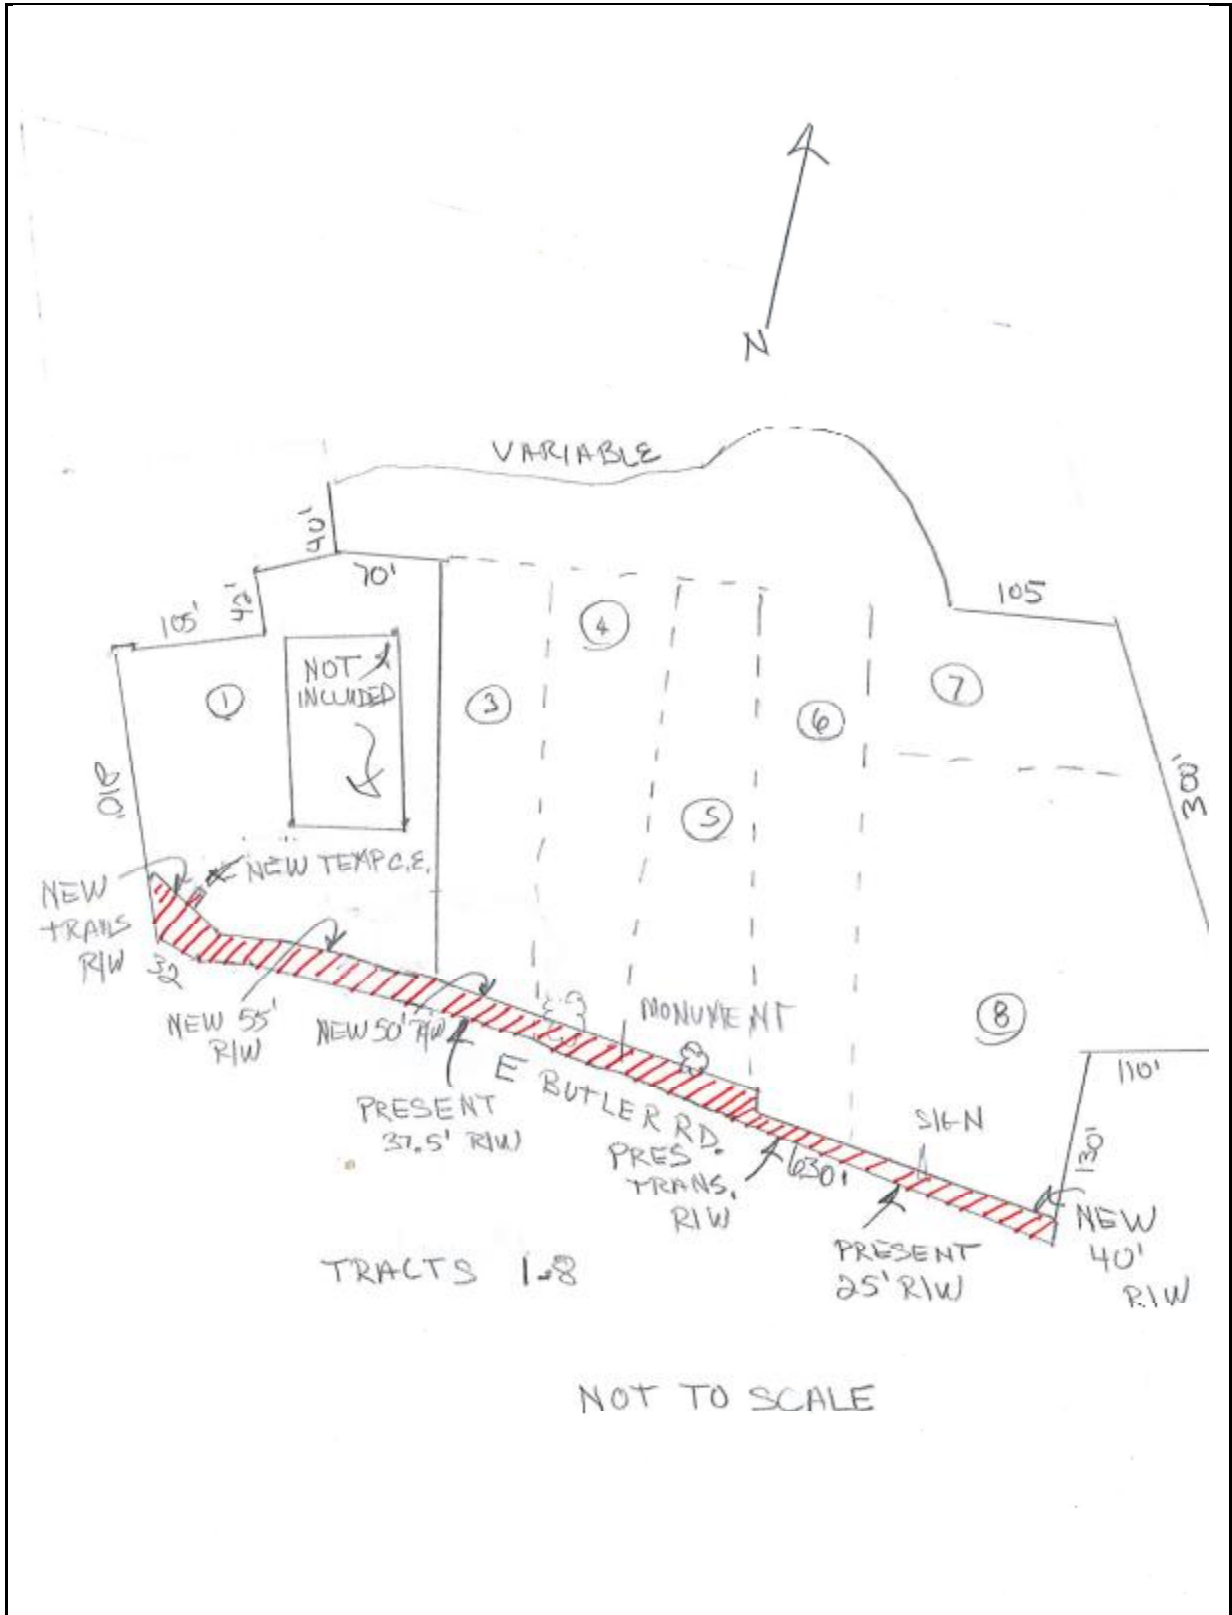 N
VARIABLE
40'
70'
42'
105'
105
300'
210'
1
NOT
INCLUDED
3
4
5
6
7
8
NEW TEMP C.E.
NEW
TRANS
R/W
32
NEW 55'
R/W
NEW 50' R/W
MONUMENT
E BUTLER RD.
PRESENT
37.5' R/W
PRES
TRANS.
R/W
630'
SIGN
110'
130'
PRESENT
25' R/W
NEW
40'
R/W
TRACTS 1-8
NOT TO SCALE